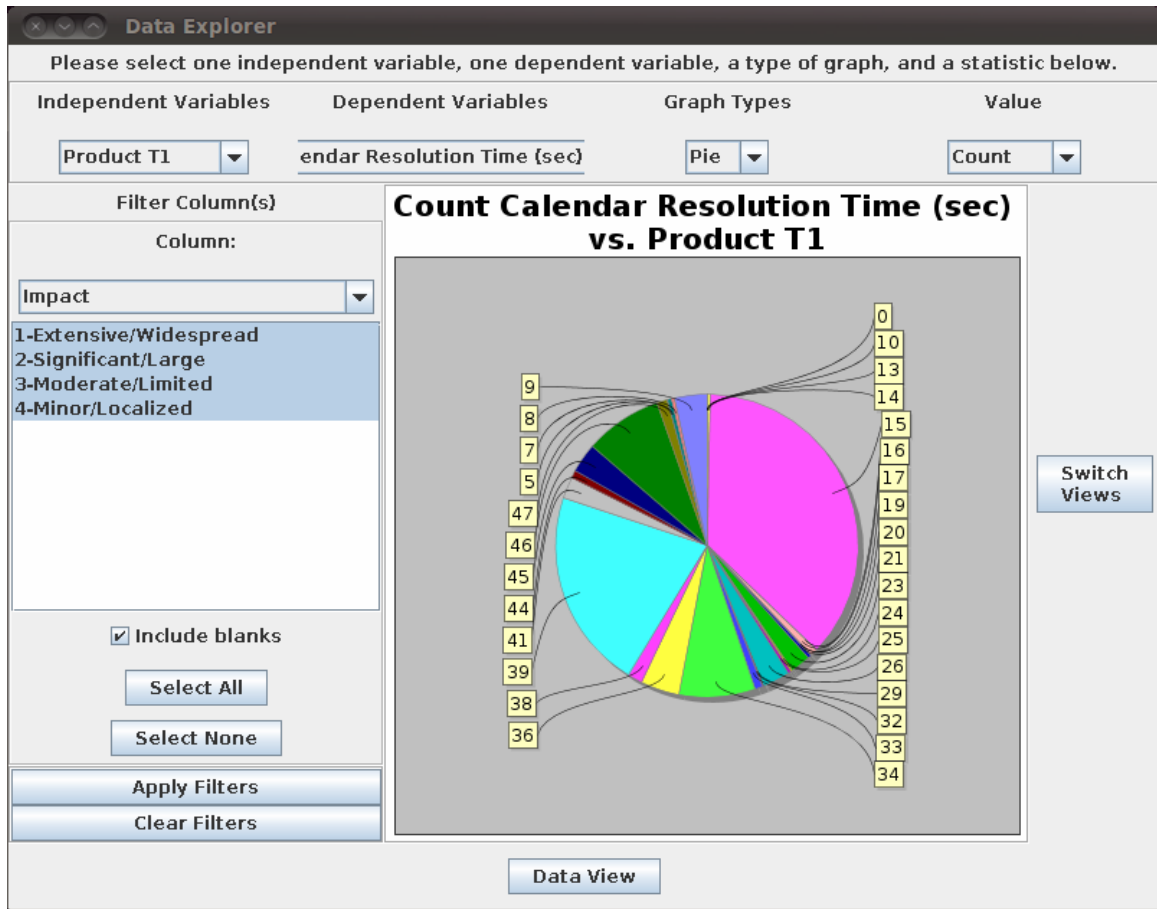 Data Explorer
Please select one independent variable, one dependent variable, a type of graph, and a statistic below.
Independent Variables
Dependent Variables
Graph Types
Value
Product T1
endar Resolution Time (sec)
Pie
Count
Filter Column(s)
Column:
Impact
1-Extensive/Widespread
2-Significant/Large
3-Moderate/Limited
4-Minor/Localized
Include blanks
Select All
Select None
Apply Filters
Clear Filters
Count Calendar Resolution Time (sec)
vs. Product T1
0
10
13
14
15
16
17
19
20
21
23
24
25
26
29
32
33
34
9
8
7
5
47
46
45
44
41
39
38
36
Switch
Views
Data View